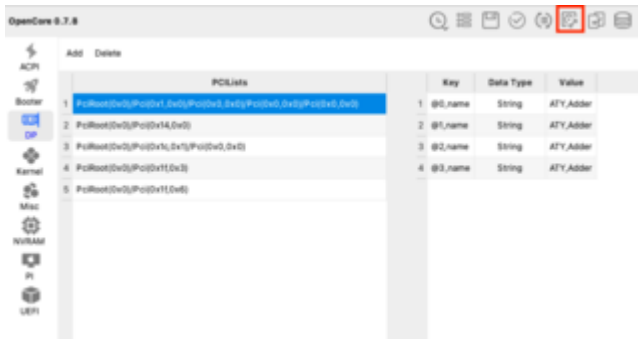 OpenCore 0.7.8
ACPI
Booter
DP
Kernel
Misc
NVRAM
PI
UEFI
Add Delete
PCILists
1 PciRoot(0x0)/Pci(0x1,0x0)/Pci(0x0,0x0)/Pci(0x0,0x0)/Pci(0x0,0x0)
2 PciRoot(0x0)/Pci(0x14,0x0)
3 PciRoot(0x0)/Pci(0x1c,0x1)/Pci(0x0,0x0)
4 PciRoot(0x0)/Pci(0x1f,0x3)
5 PciRoot(0x0)/Pci(0x1f,0x6)
Key Data Type Value
1 @0,name String ATY,Adder
2 @1,name String ATY,Adder
3 @2,name String ATY,Adder
4 @3,name String ATY,Adder